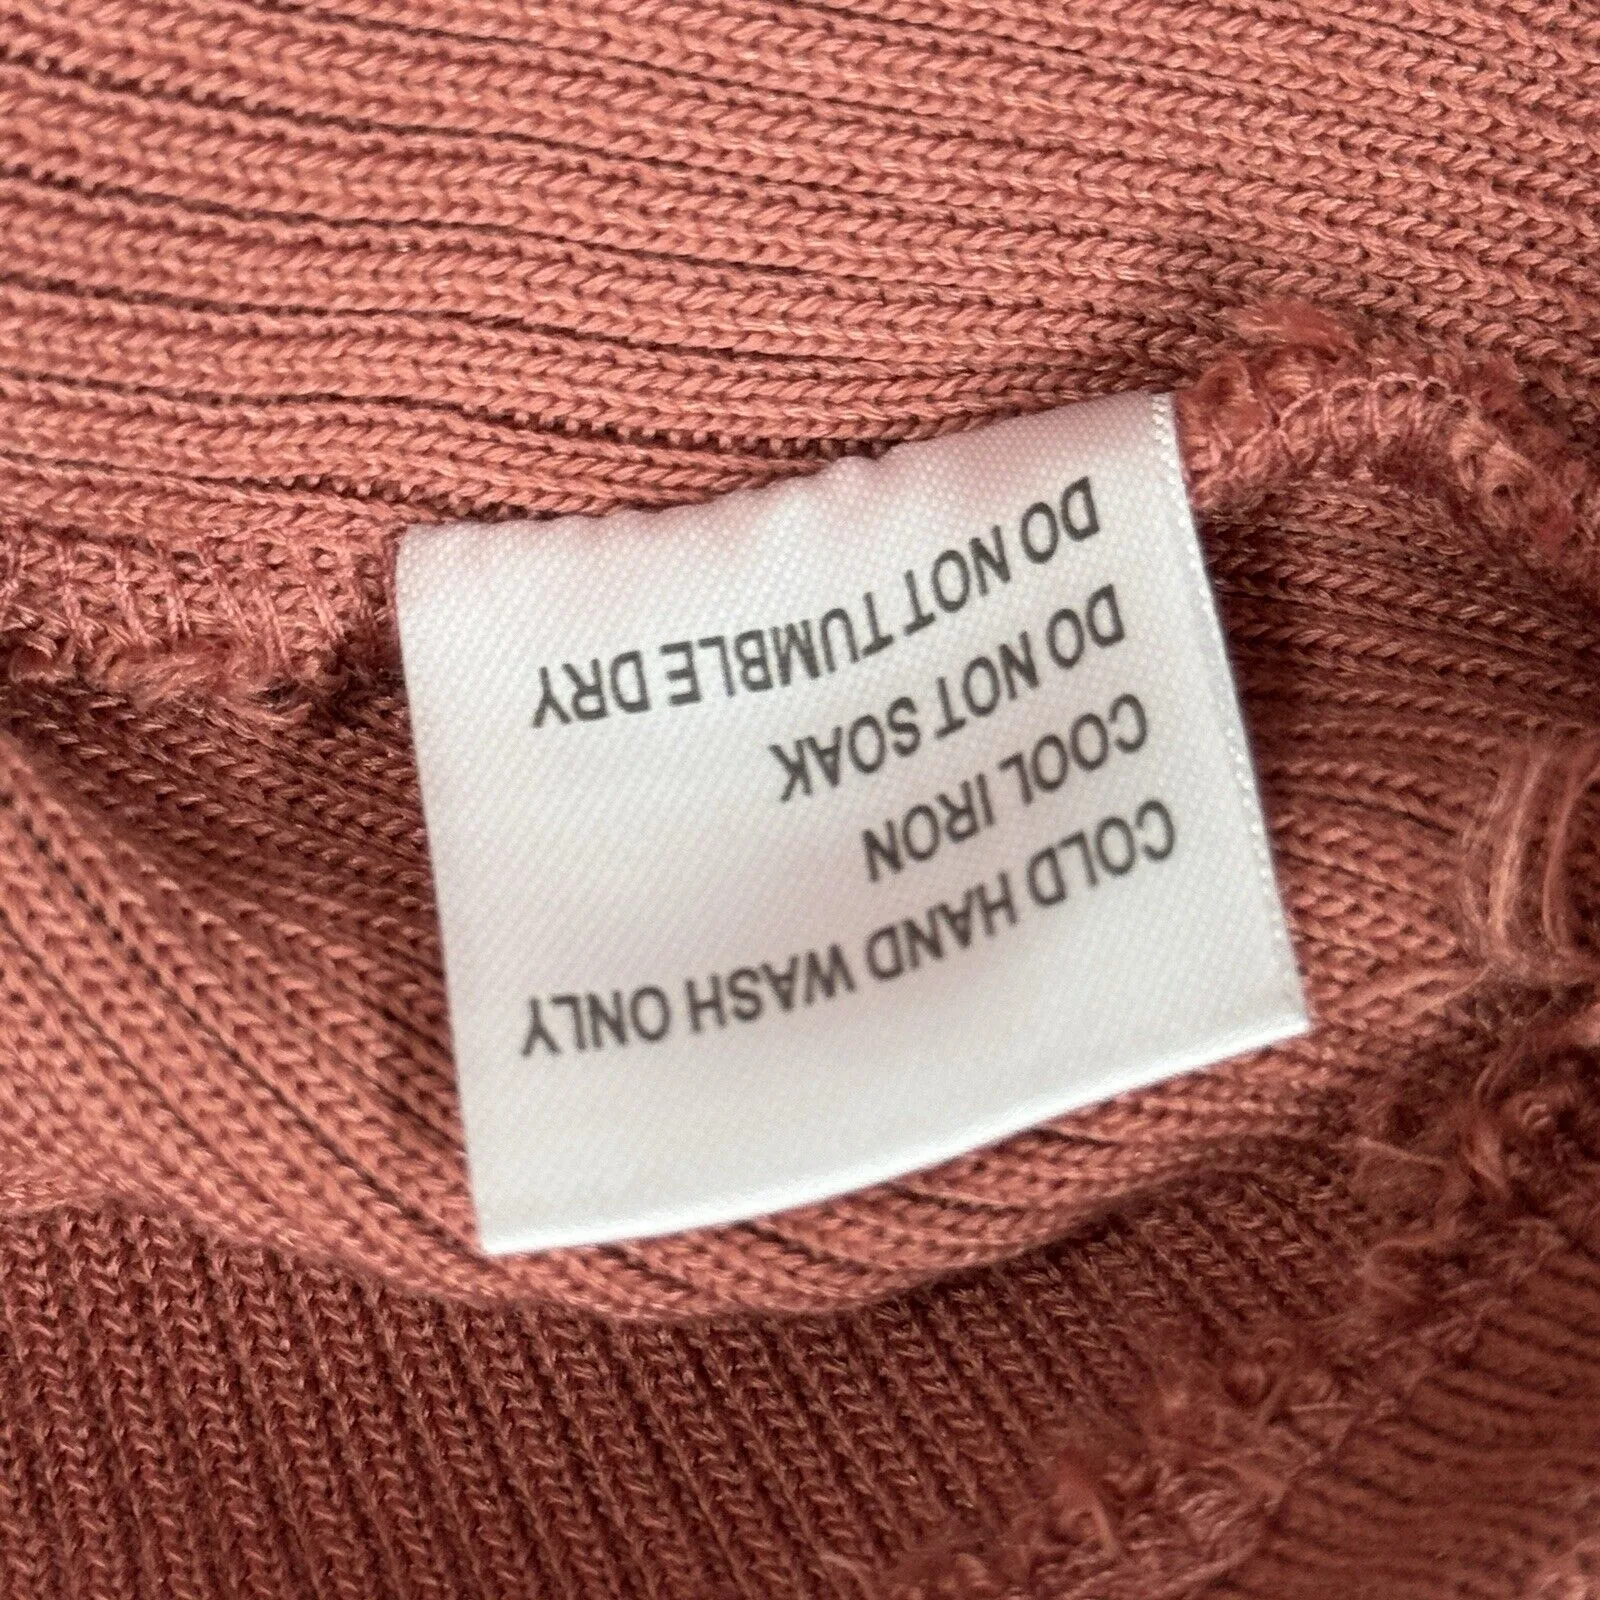 COLD HAND WASH ONLY
COOL IRON
DO NOT SOAK
DO NOT TUMBLE DRY